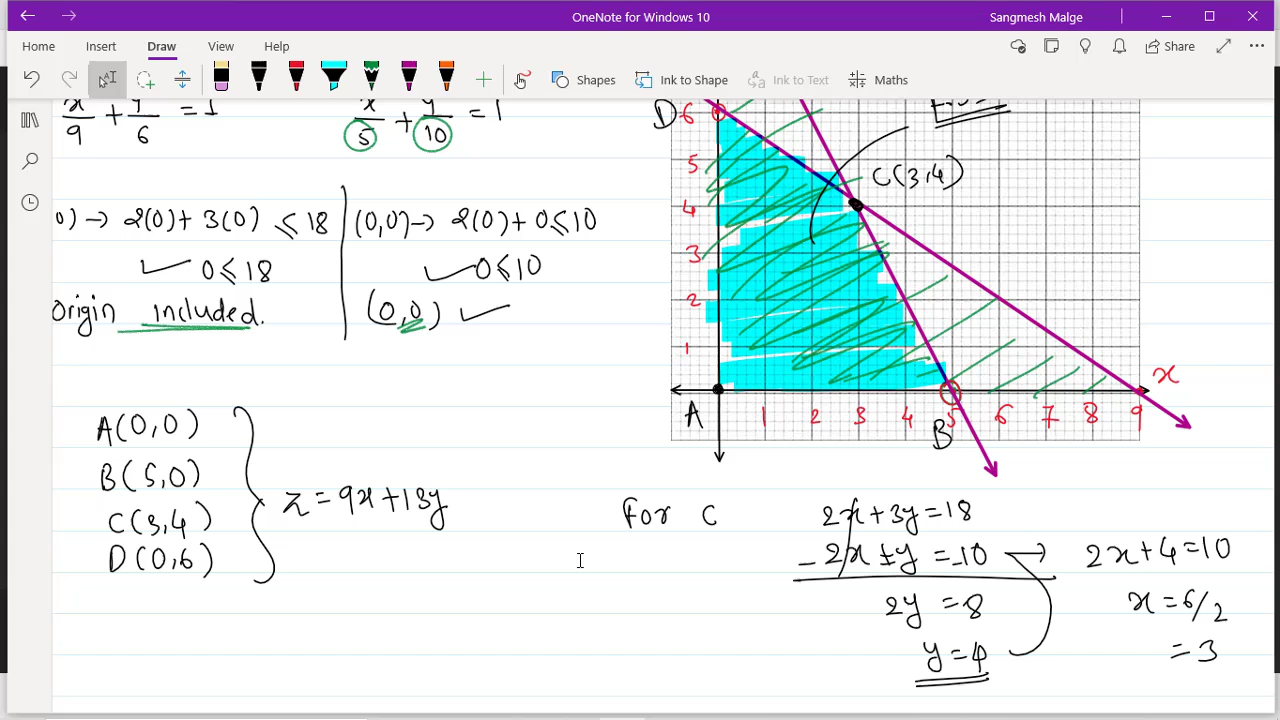 OneNote for Windows 10
Sangmesh Malge
Home Insert Draw View Help
Share
Shapes Ink to Shape Ink to Text Maths
x/9 + y/6 = 1
x/5 + y/10 = 1
0) → 2(0) + 3(0) ≤ 18
✓ 0 ≤ 18
origin included.
(0,0) → 2(0) + 0 ≤ 10
✓ 0 ≤ 10
(0,0) ✓
D 6
5
4
3
2
1
C(3,4)
x
A 1 2 3 4 5 6 7 8 9
B
A(0,0)
B(5,0)
C(3,4)
D(0,6)
z = 9x + 13y
For C
2x + 3y = 18
- 2x ± y = -10
2y = 8
y = 4
2x + 4 = 10
x = 6/2
= 3